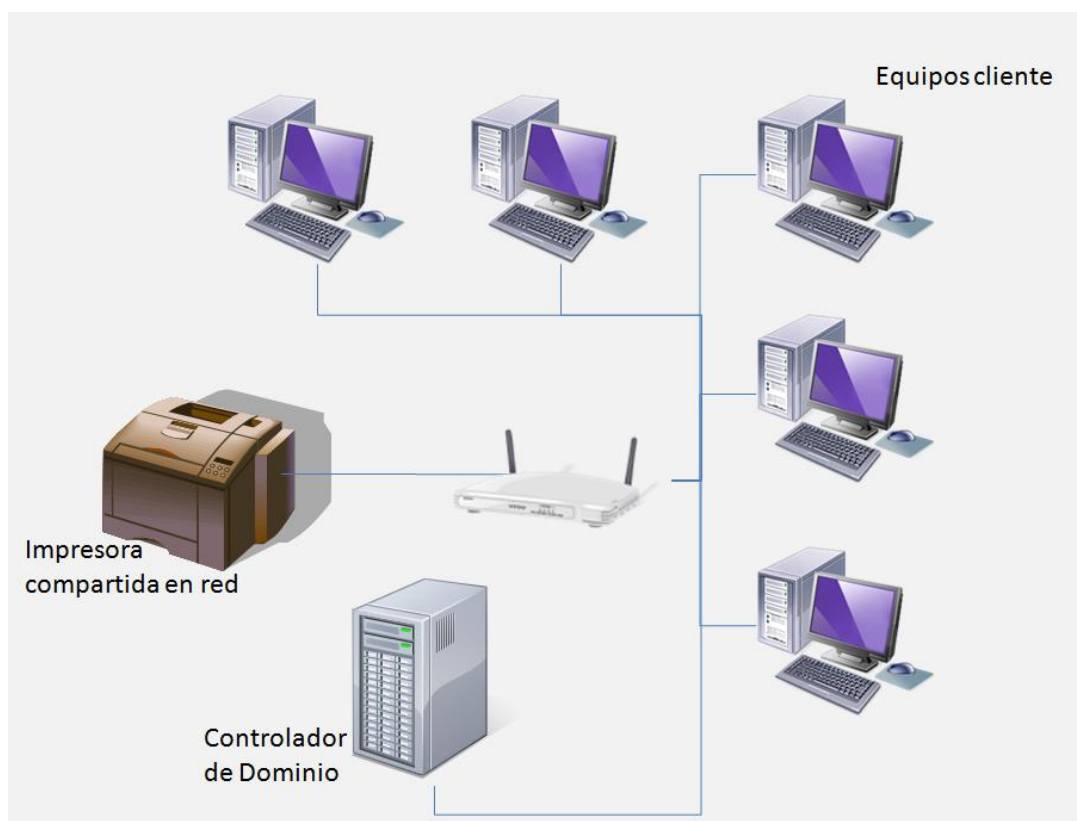 Equipos cliente
Impresora
compartida en red
Controlador
de Dominio